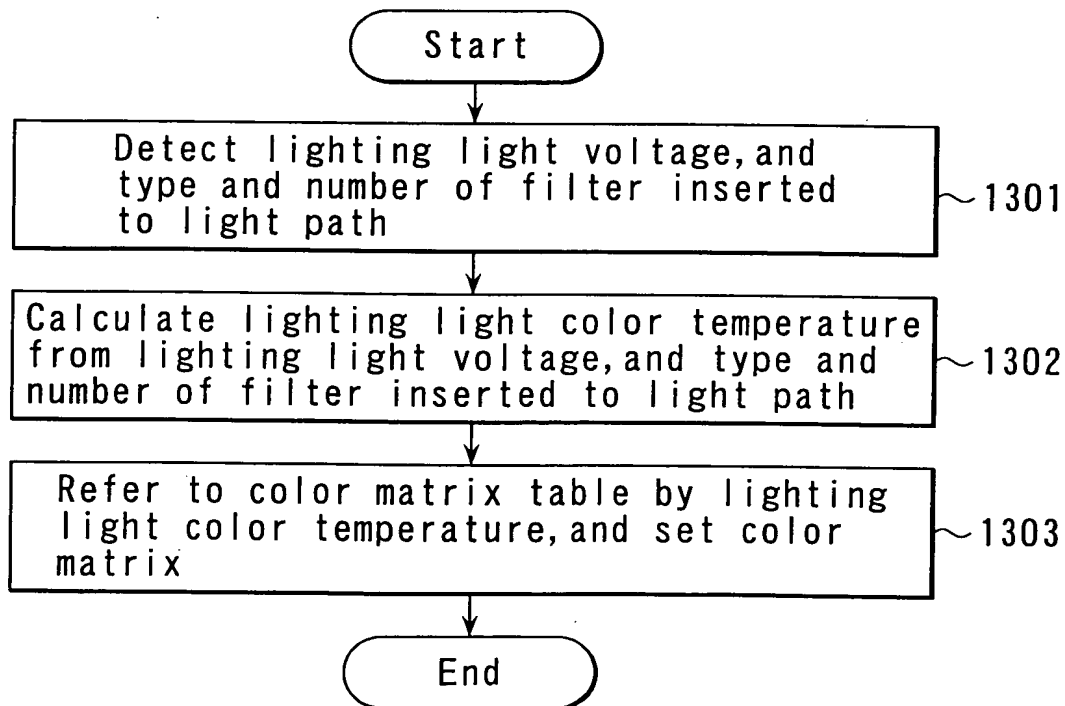 Start
Detect lighting light voltage, and
type and number of filter inserted
to light path
1301
Calculate lighting light color temperature
from lighting light voltage, and type and
number of filter inserted to light path
1302
Refer to color matrix table by lighting
light color temperature, and set color
matrix
1303
End